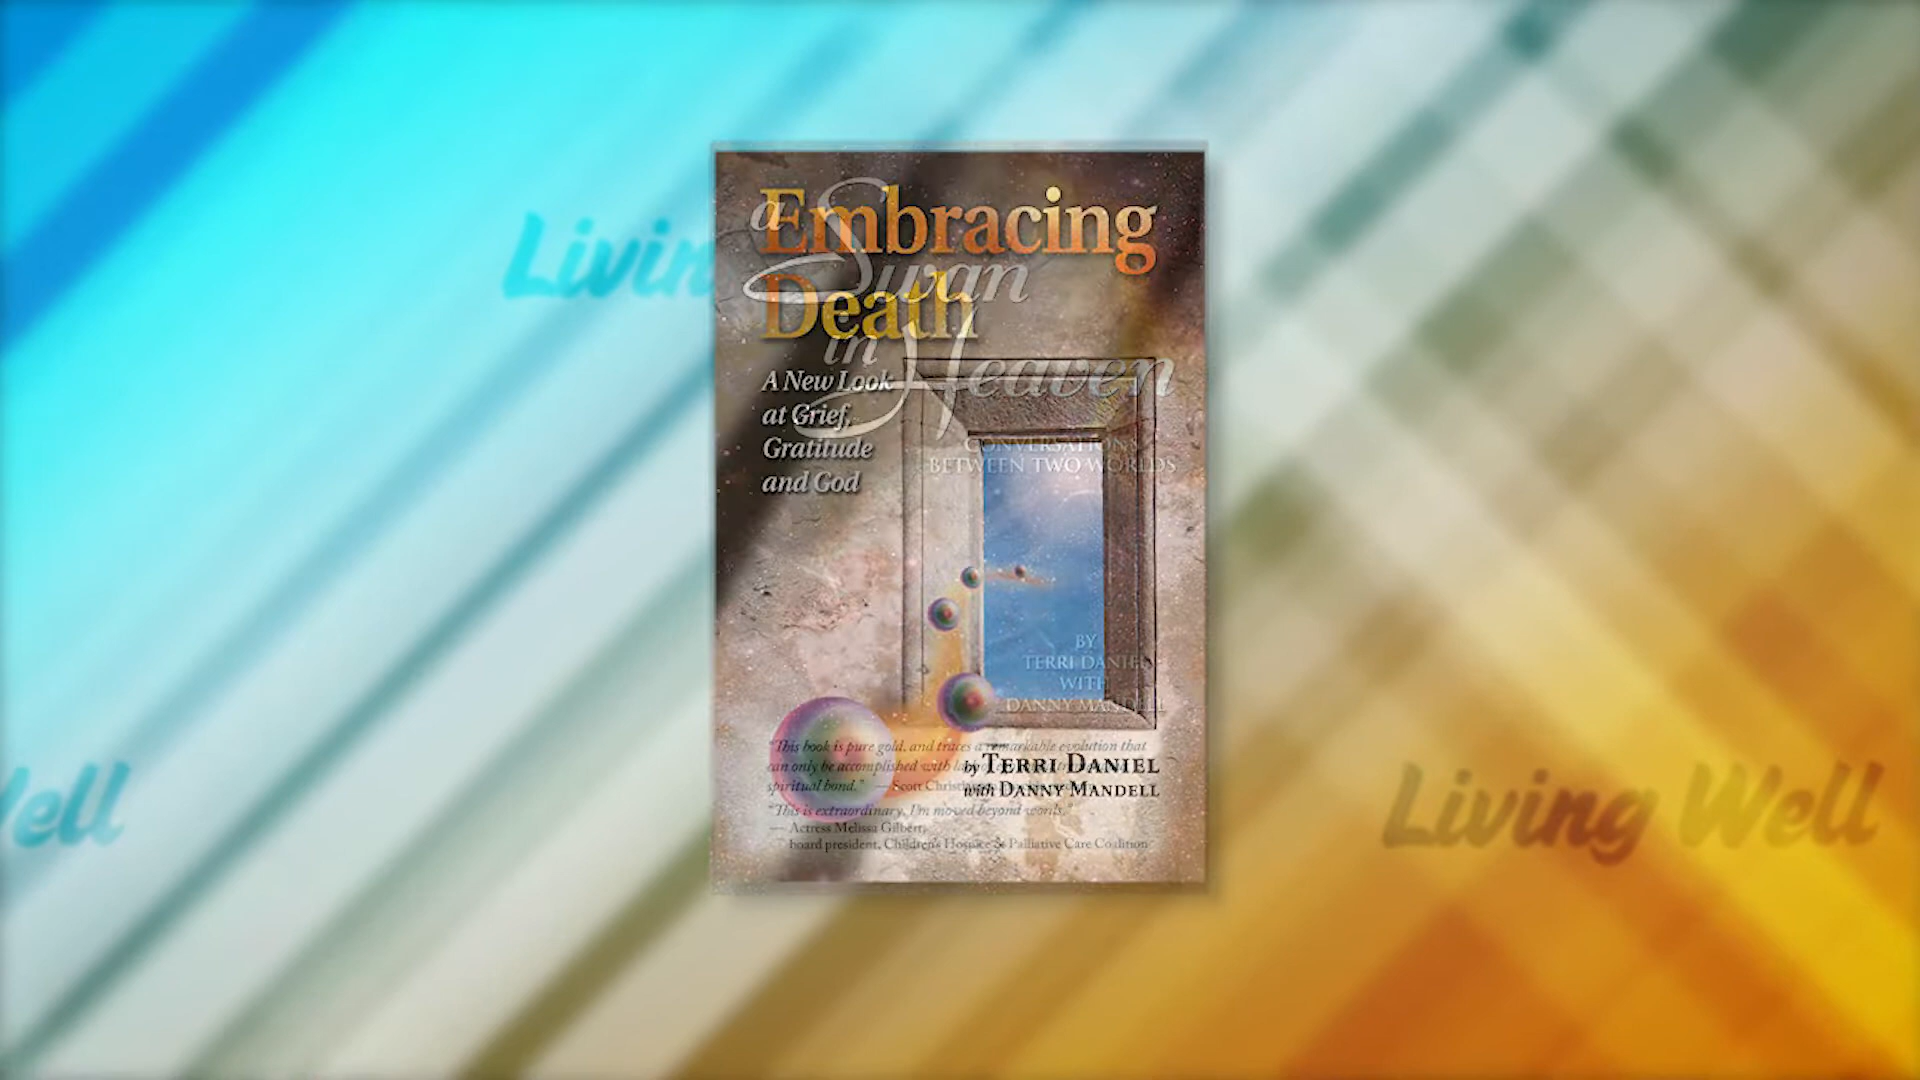 Living
Embracing
Death
A New Look
at Grief,
Gratitude
and God
by TERRI DANIEL
with DANNY MANDELL
a Swan
in Heaven
CONVERSATIONS
BETWEEN TWO WORLDS
BY
TERRI DANIEL
WITH
DANNY MANDELL
"This book is pure gold, and traces a remarkable evolution that
can only be accomplished with
spiritual bond." — Scott
"This is extraordinary. I'm moved beyond words."
— Actress Melissa Gilbert,
board president, Children's Hospice & Palliative Care Coalition
Well
Living Well